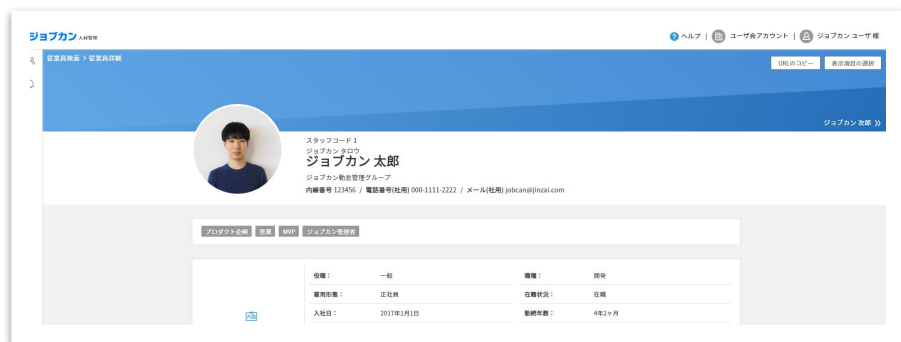 ジョブカン 人材管理
ヘルプ | ユーザ会アカウント | ジョブカン ユーザ 様
従業員検索 > 従業員詳細
URLのコピー 表示項目の選択
ジョブカン 次郎 》
スタッフコード 1
ジョブカン タロウ
ジョブカン 太郎
ジョブカン勤怠管理グループ
内線番号 123456 / 電話番号(社用) 000-1111-2222 / メール(社用) jobcan@jinzai.com
プロダクト企画 営業 MVP ジョブカン管理者
役職: 一般 職種: 開発
雇用形態: 正社員 在籍状況: 在職
入社日: 2017年1月1日 勤続年数: 4年2ヶ月